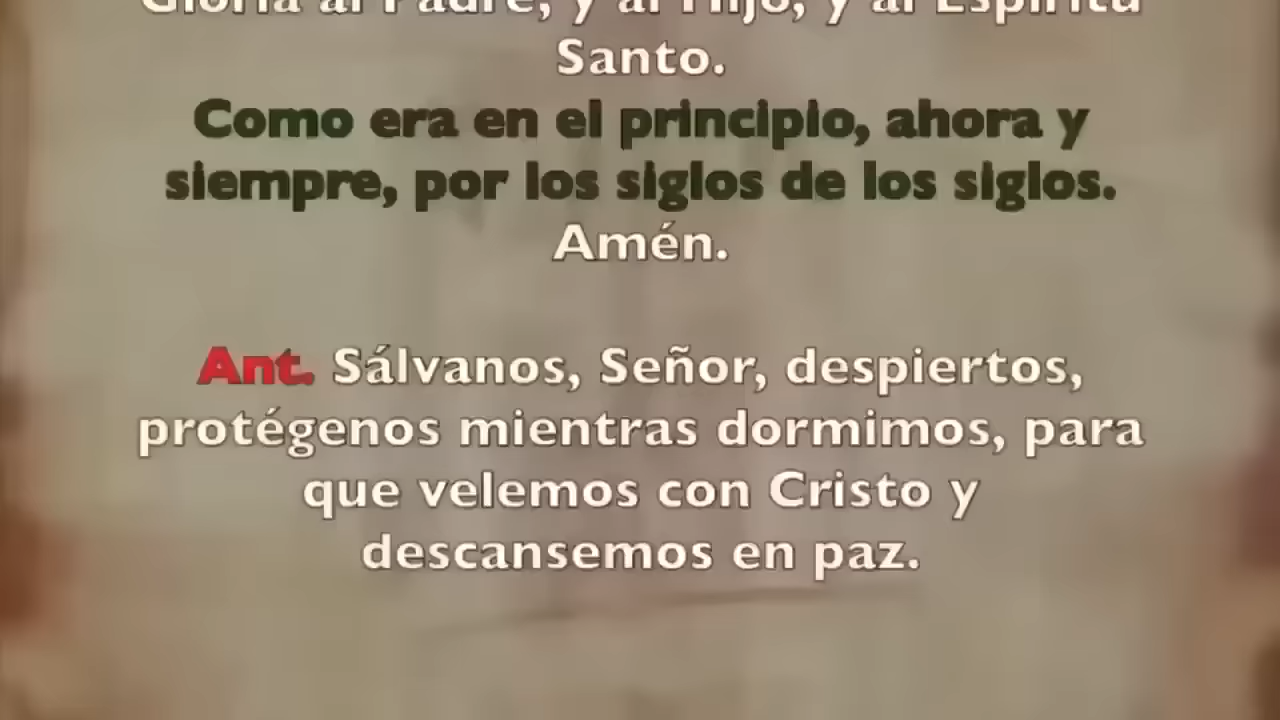 Gloria al Padre, y al Hijo, y al Espíritu
Santo.
Como era en el principio, ahora y
siempre, por los siglos de los siglos.
Amén.
Ant. Sálvanos, Señor, despiertos,
protégenos mientras dormimos, para
que velemos con Cristo y
descansemos en paz.